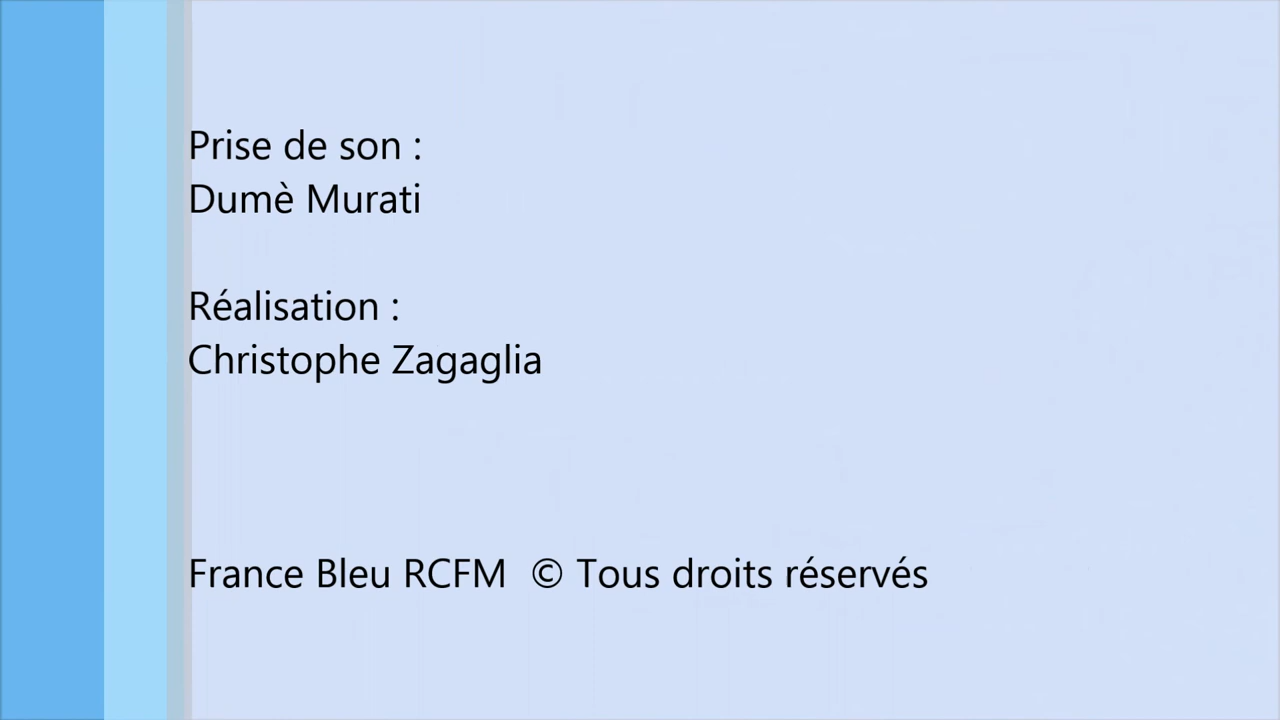 Prise de son :
Dumè Murati
Réalisation :
Christophe Zagaglia
France Bleu RCFM © Tous droits réservés